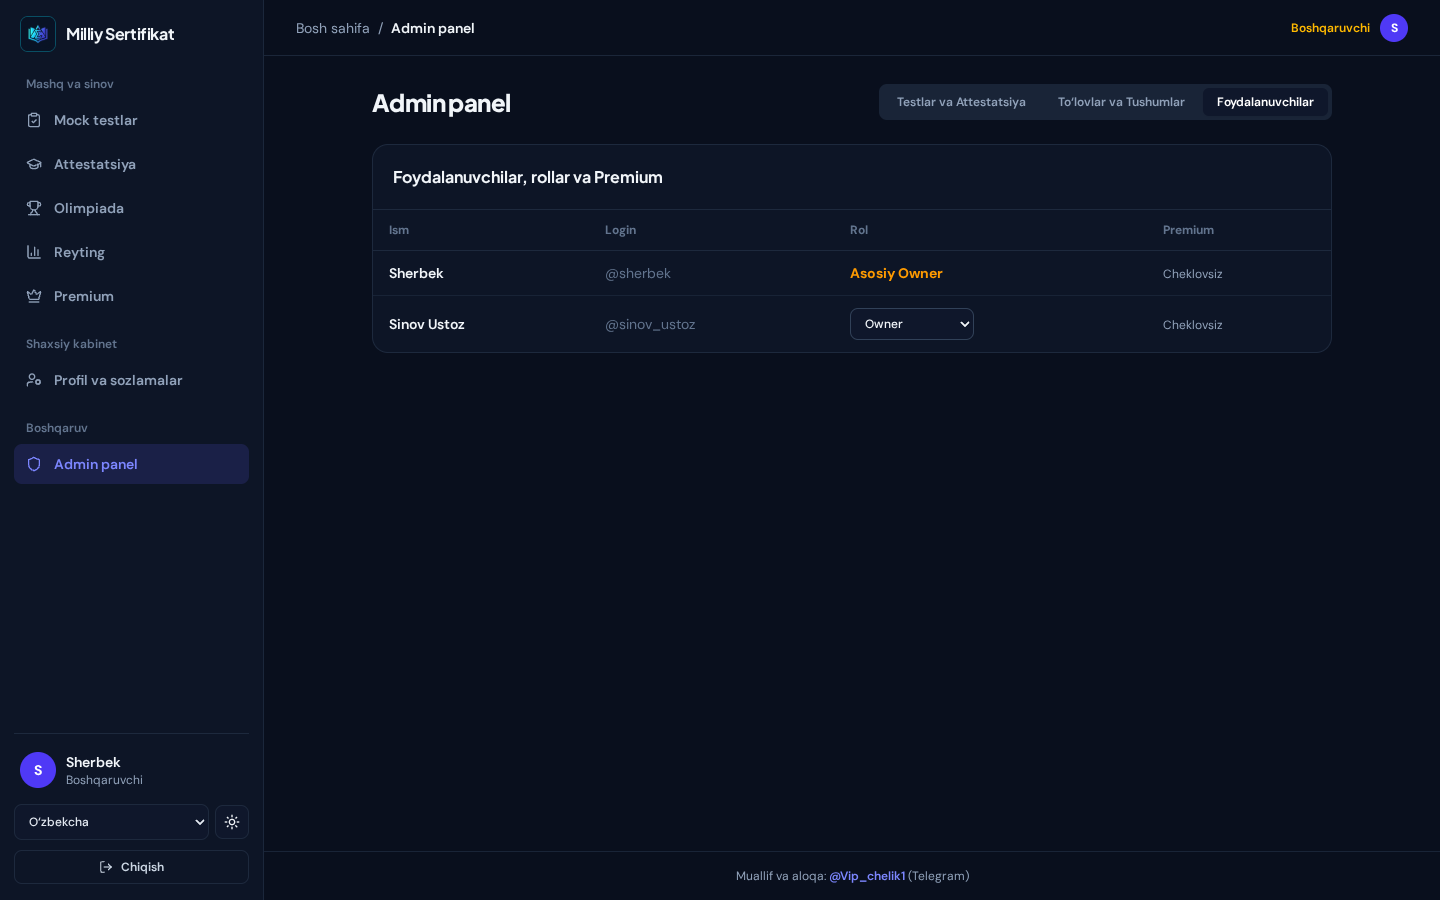 Milliy Sertifikat
Mashq va sinov
Mock testlar
Attestatsiya
Olimpiada
Reyting
Premium
Shaxsiy kabinet
Profil va sozlamalar
Boshqaruv
Admin panel
S
Sherbek
Boshqaruvchi
O‘zbekcha
Chiqish
Bosh sahifa / Admin panel
Boshqaruvchi S
Admin panel
Testlar va Attestatsiya To‘lovlar va Tushumlar Foydalanuvchilar
Foydalanuvchilar, rollar va Premium
Ism Login Rol Premium
Sherbek @sherbek Asosiy Owner Cheklovsiz
Sinov Ustoz @sinov_ustoz Owner Cheklovsiz
Muallif va aloqa: @Vip_chelik1 (Telegram)